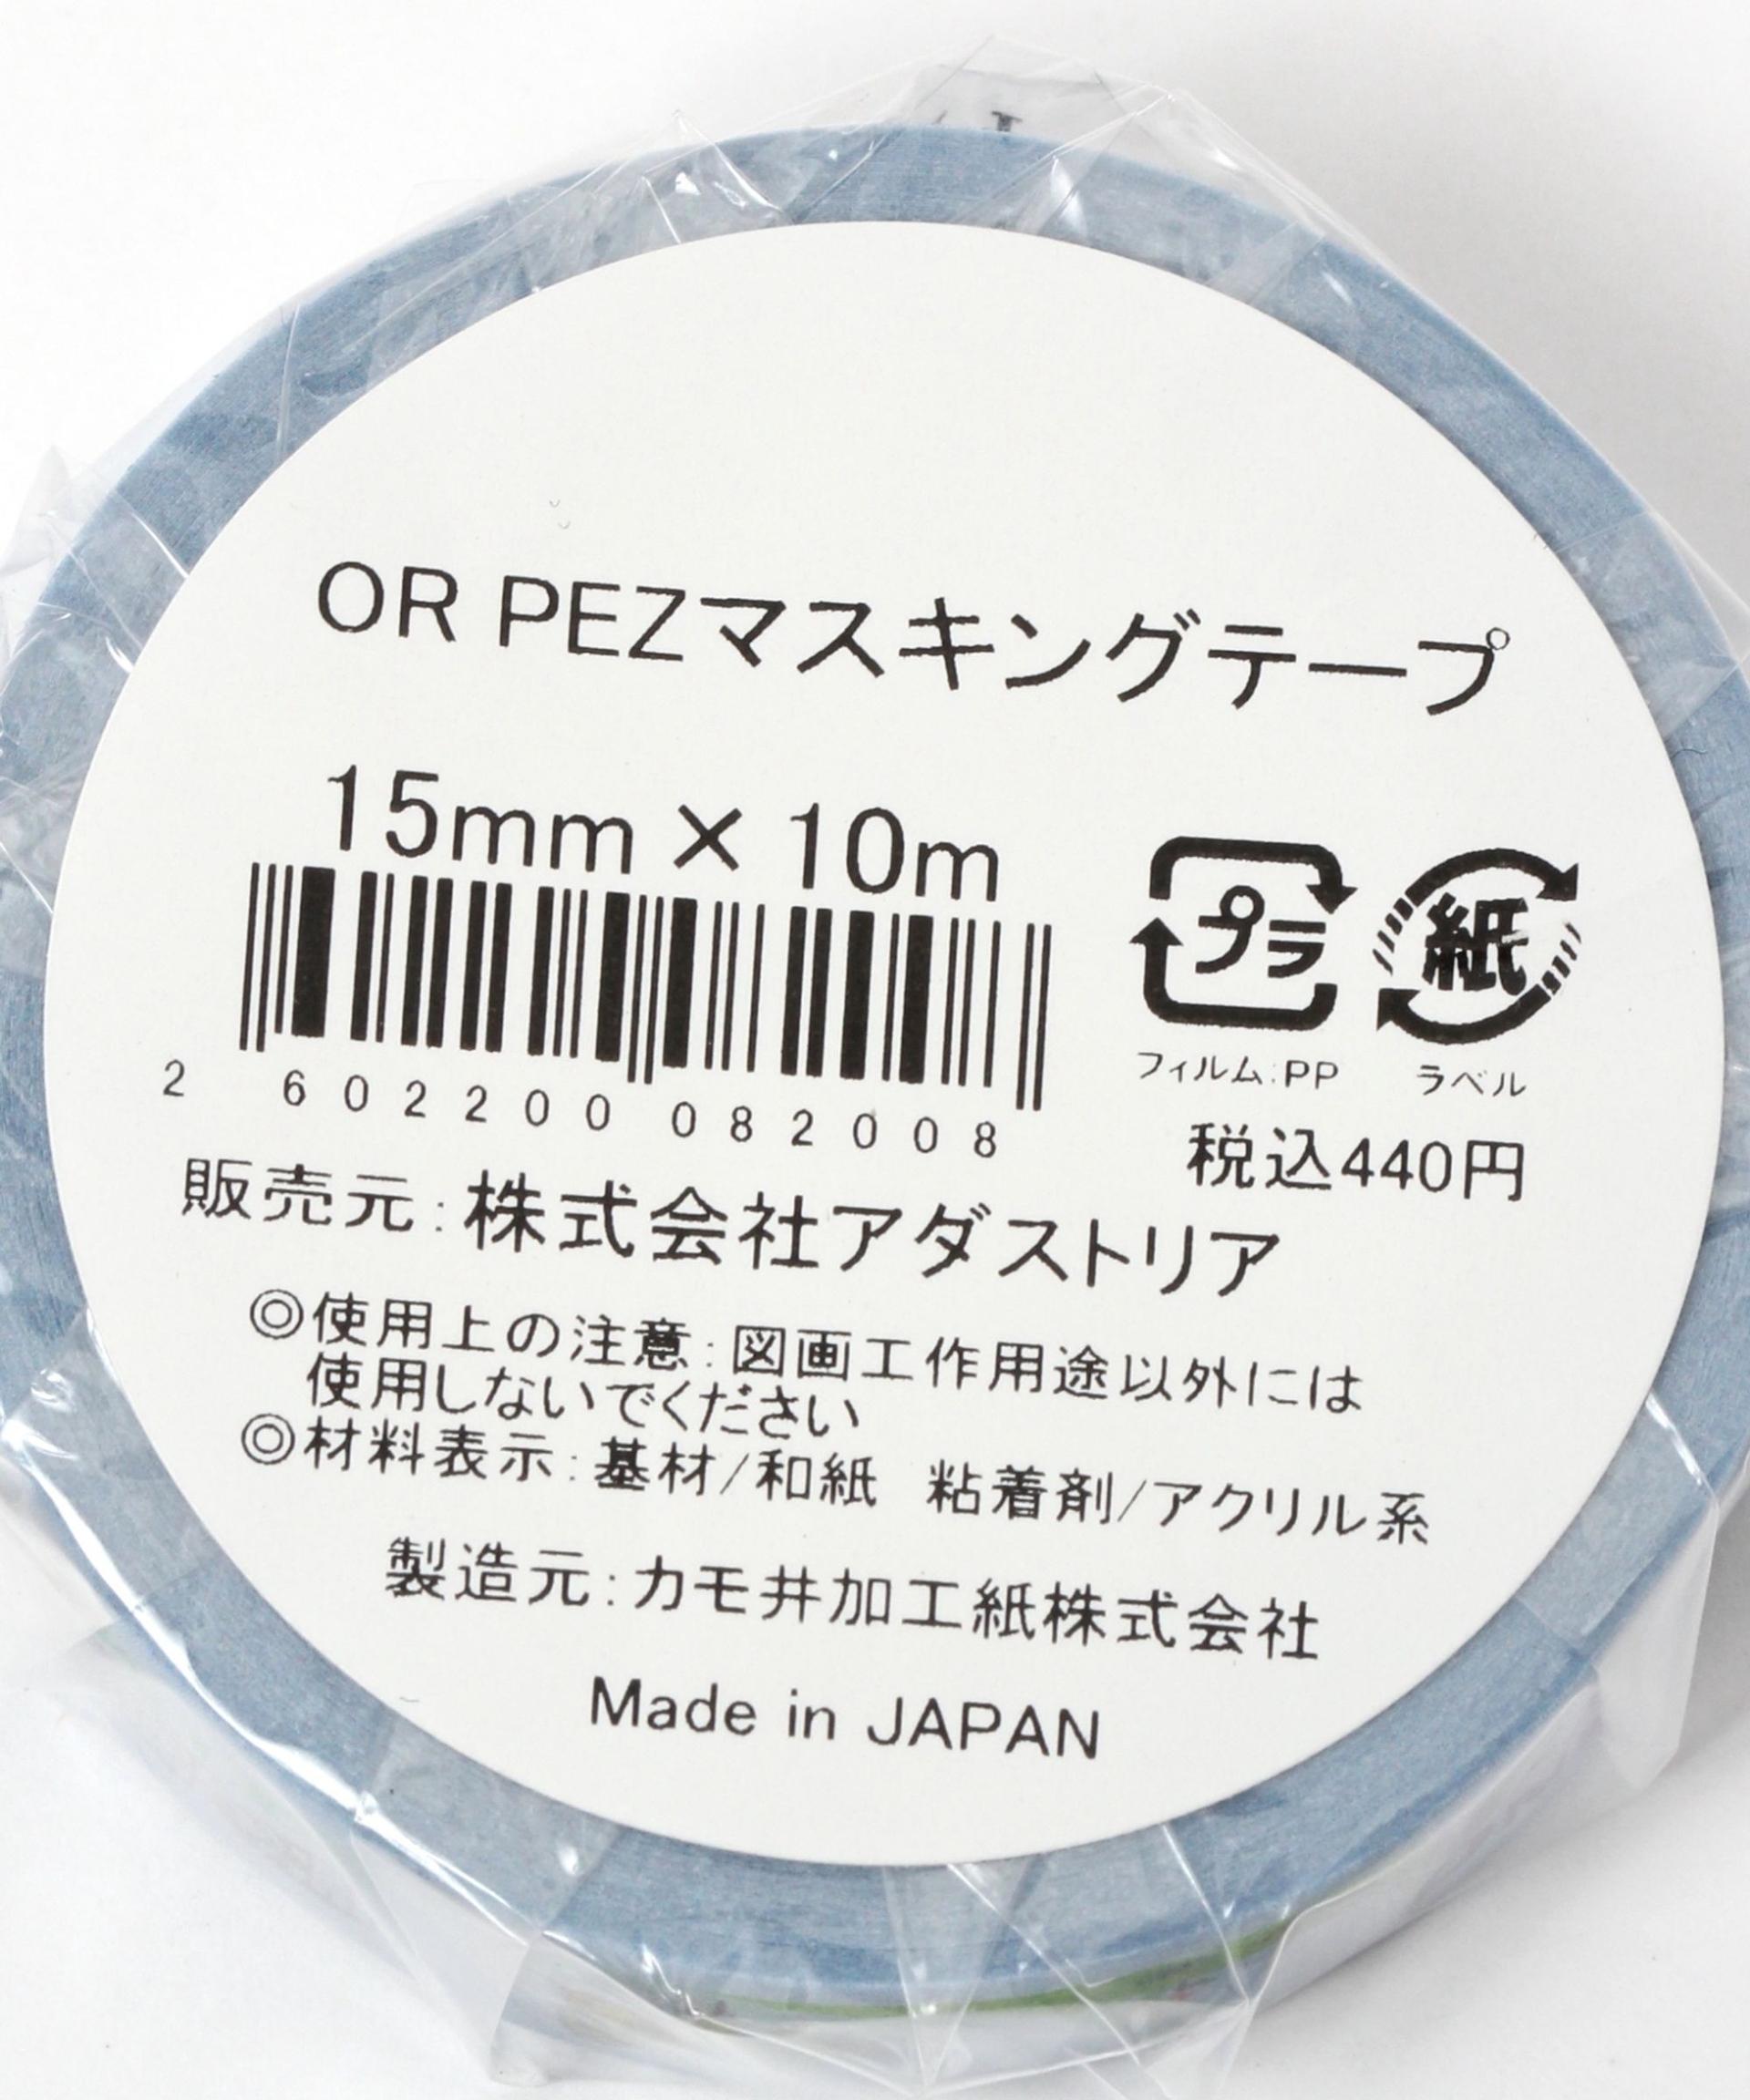 OR PEZマスキングテープ
15mm×10m
プラ 紙
フィルム:PP ラベル
2 602200 082008
税込440円
販売元:株式会社アダストリア
◎使用上の注意:図画工作用途以外には
使用しないでください
◎材料表示:基材/和紙 粘着剤/アクリル系
製造元:カモ井加工紙株式会社
Made in JAPAN